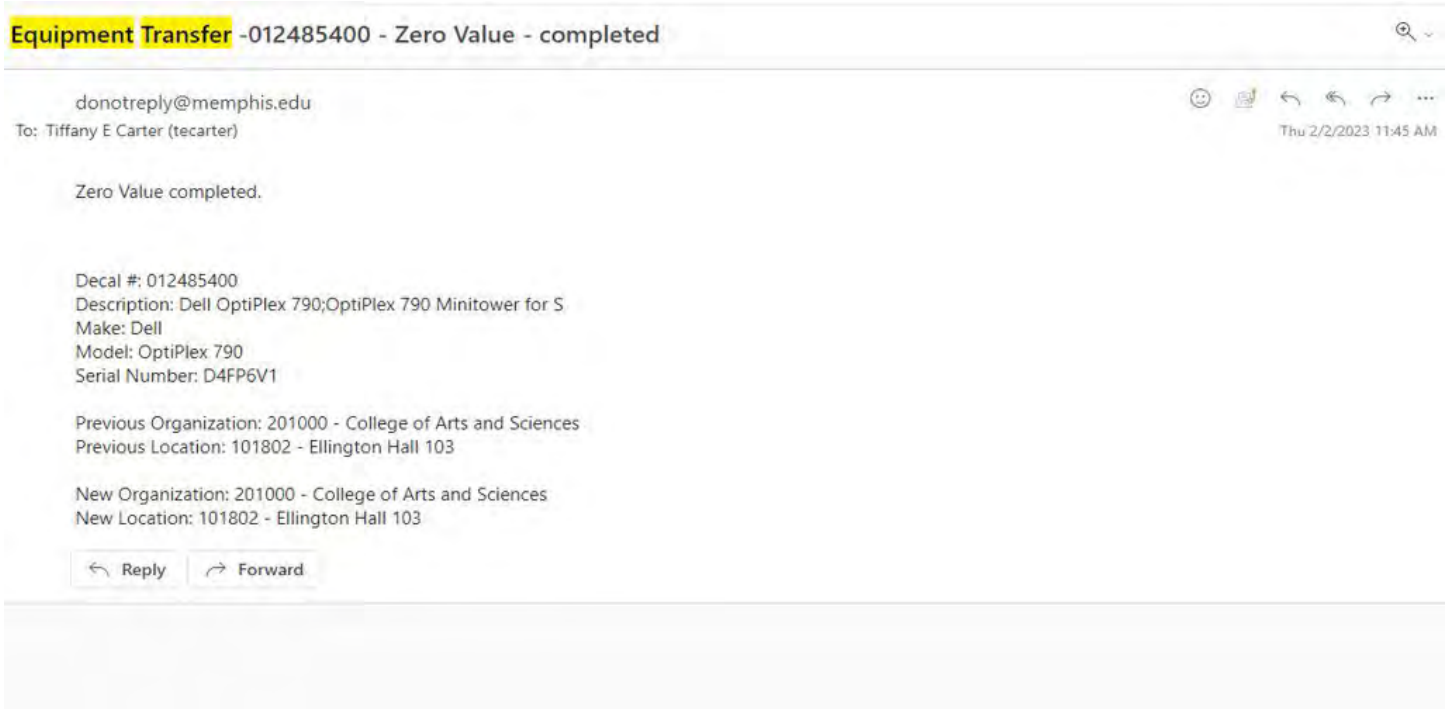 Equipment Transfer -012485400 - Zero Value - completed
donotreply@memphis.edu
To: Tiffany E Carter (tecarter)
Thu 2/2/2023 11:45 AM
Zero Value completed.
Decal #: 012485400
Description: Dell OptiPlex 790;OptiPlex 790 Minitower for S
Make: Dell
Model: OptiPlex 790
Serial Number: D4FP6V1
Previous Organization: 201000 - College of Arts and Sciences
Previous Location: 101802 - Ellington Hall 103
New Organization: 201000 - College of Arts and Sciences
New Location: 101802 - Ellington Hall 103
Reply
Forward